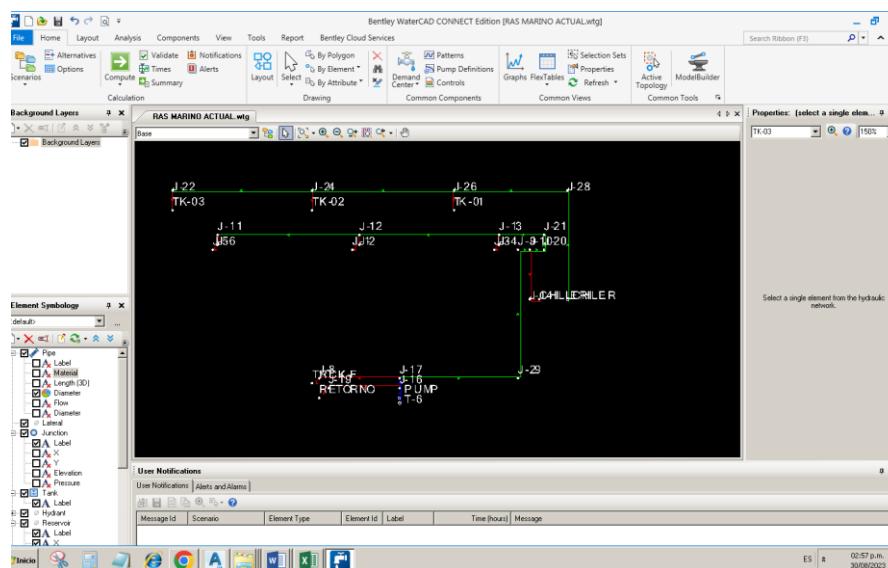 Bentley WaterCAD CONNECT Edition [RAS MARINO ACTUAL.wtg]
File Home Layout Analysis Components View Tools Report Bentley Cloud Services
Search Ribbon (F3)
Scenarios
Alternatives
Options
Compute
Validate
Times
Summary
Notifications
Alerts
Calculation
Layout
Select
By Polygon
By Element
By Attribute
Drawing
Demand Center
Patterns
Pump Definitions
Controls
Common Components
Graphs
FlexTables
Selection Sets
Properties
Refresh
Common Views
Active Topology
ModelBuilder
Common Tools
Background Layers
Background Layers
RAS MARINO ACTUAL.wtg
Base
Properties: (select a single elem...
TK-03
150%
Select a single element from the hydraulic
network.
J-22 J-24 J-26 J-28
TK-03 TK-02 TK-01
J-11 J-12 J-13 J-21
J-17 J-29
J-16
J-19
RETORNO PUMP
T-6
Element Symbology
<default>
Pipe
Label
Material
Length (3D)
Diameter
Flow
Diameter
Lateral
Junction
Label
X
Y
Elevation
Pressure
Tank
Label
Hydrant
Reservoir
Label
X
User Notifications
User Notifications Alerts and Alarms
Message Id Scenario Element Type Element Id Label Time (hours) Message
Inicio
ES
02:57 p.m.
30/08/2023